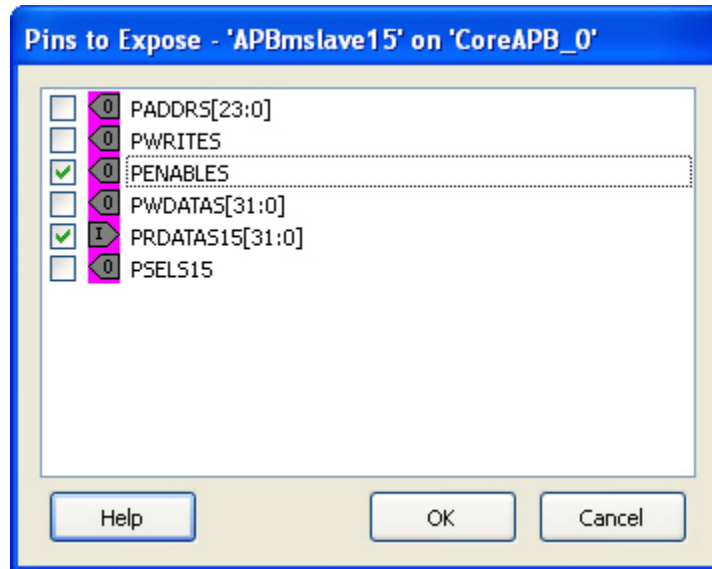 Pins to Expose - 'APBmslave15' on 'CoreAPB_0'
O PADDRS[23:0]
O PWRITES
O PENABLES
O PWDATAS[31:0]
I PRDATAS15[31:0]
O PSELS15
Help OK Cancel